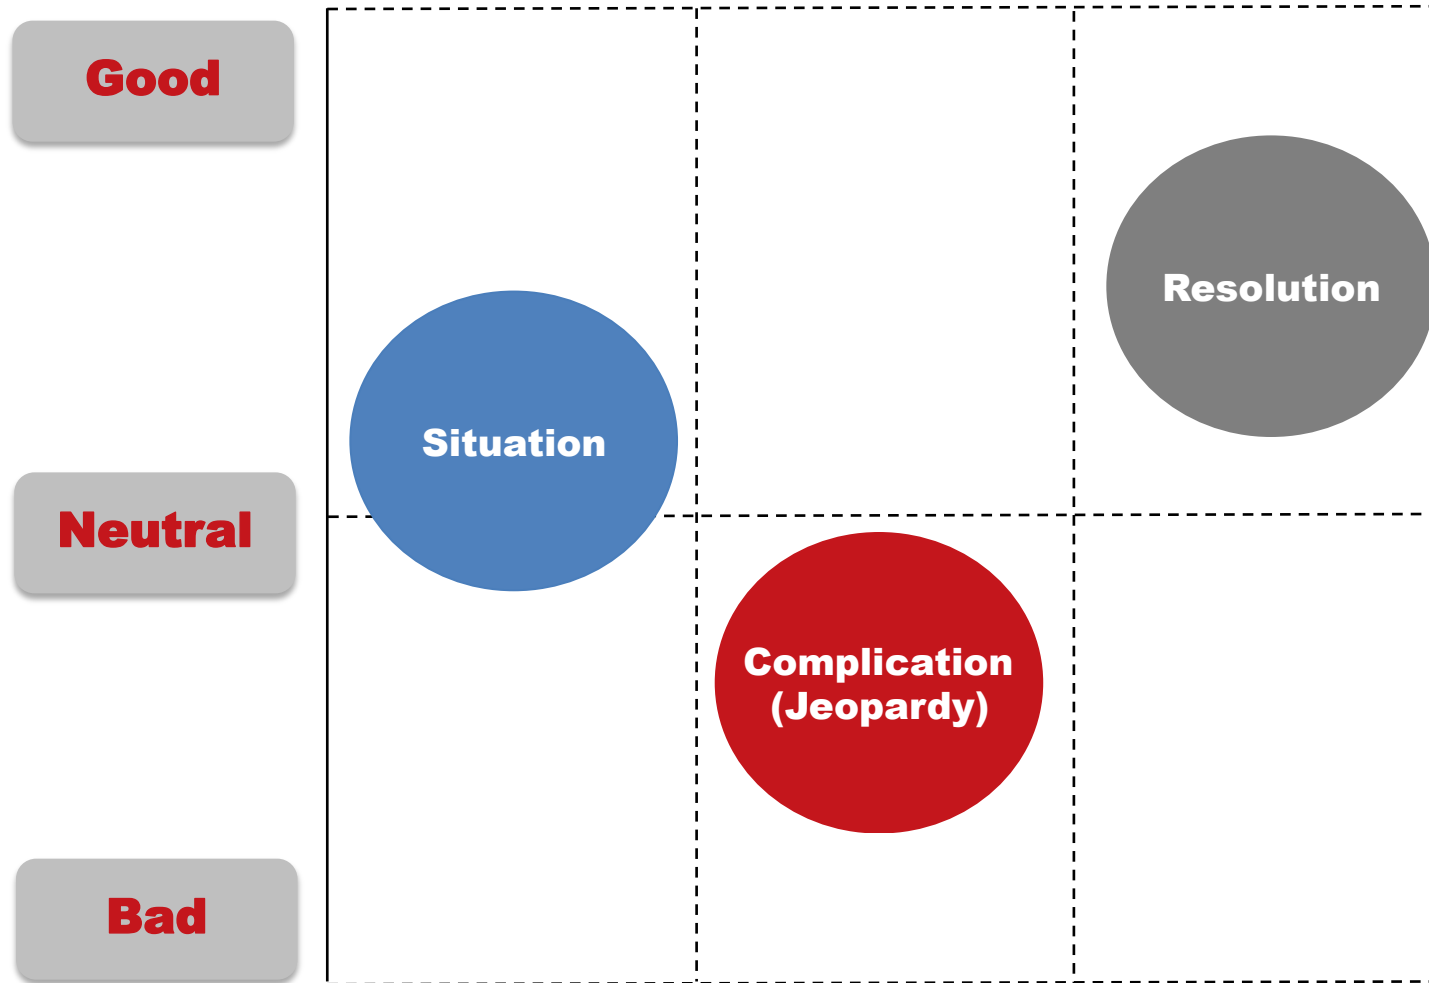 Good
Resolution
Situation
Neutral
Complication
(Jeopardy)
Bad